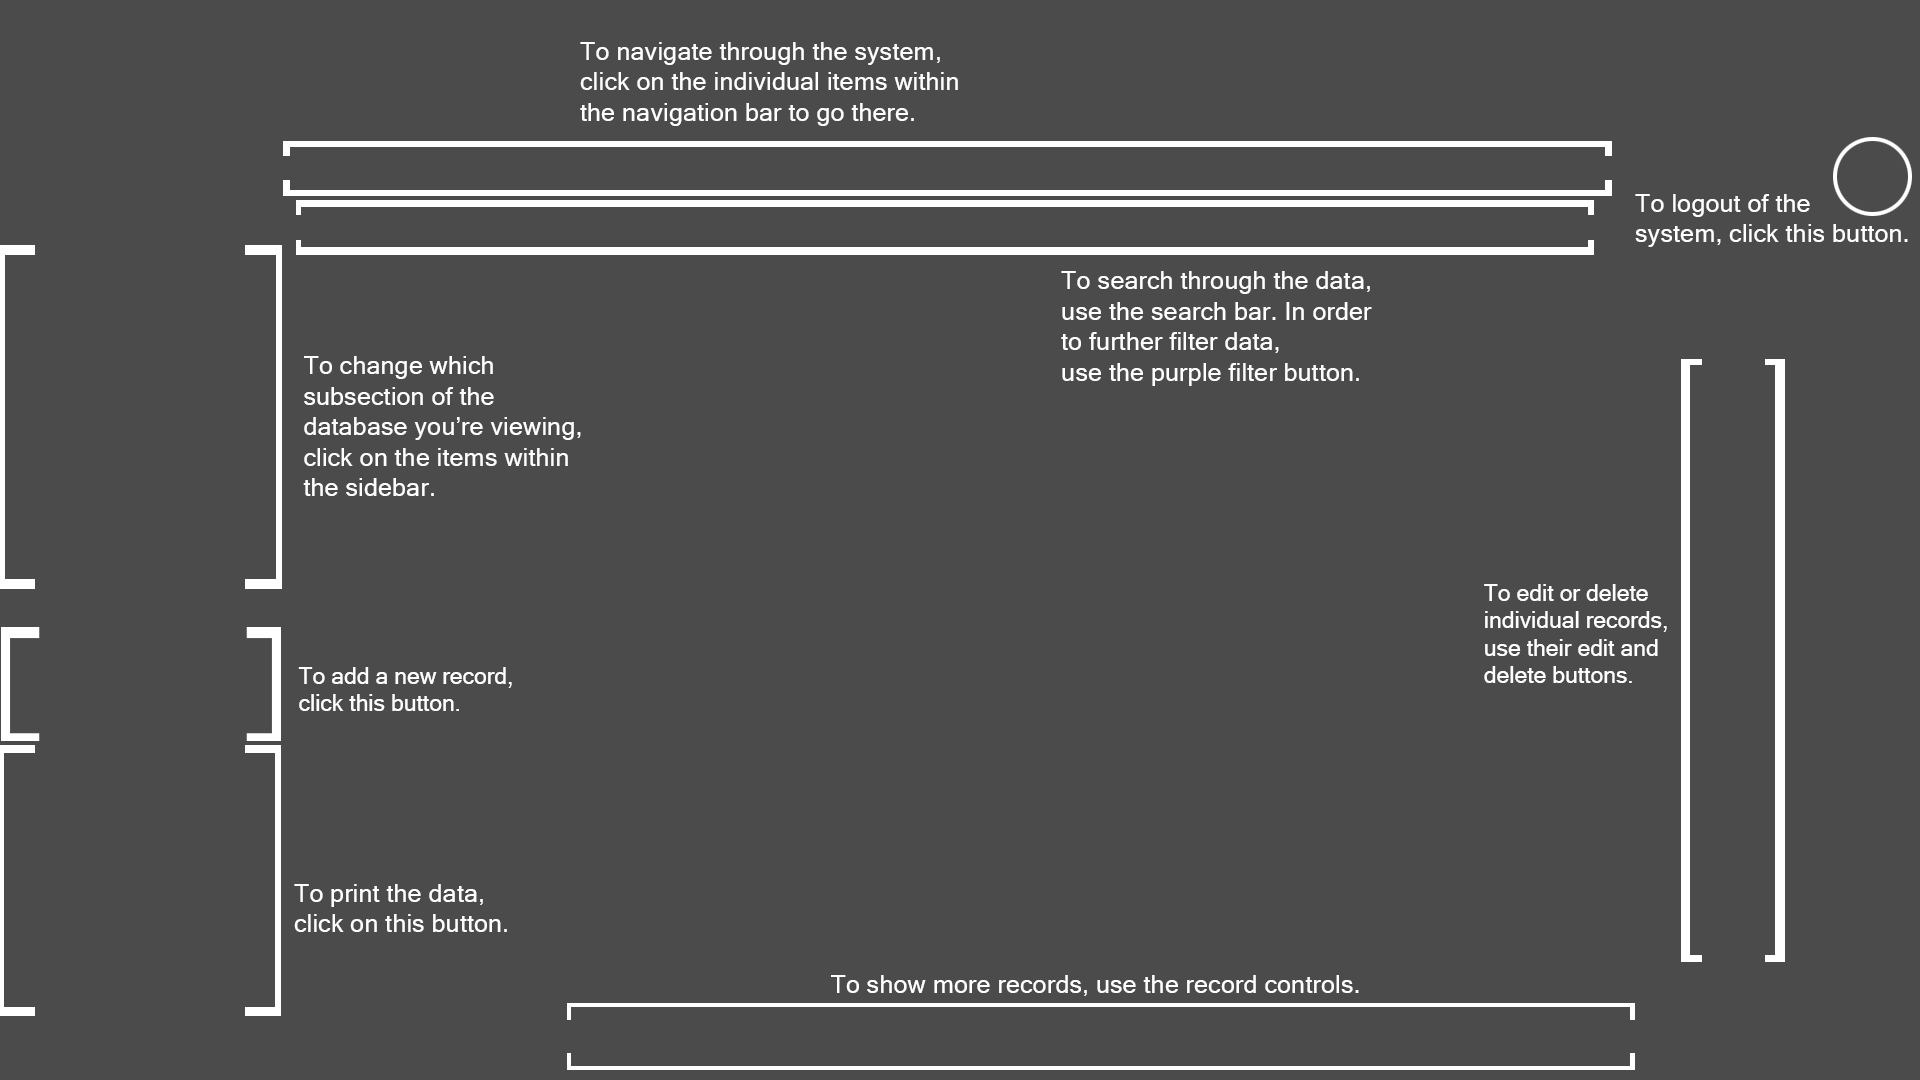 To navigate through the system,
click on the individual items within
the navigation bar to go there.
To logout of the
system, click this button.
To search through the data,
use the search bar. In order
to further filter data,
use the purple filter button.
To change which
subsection of the
database you’re viewing,
click on the items within
the sidebar.
To edit or delete
individual records,
use their edit and
delete buttons.
To add a new record,
click this button.
To print the data,
click on this button.
To show more records, use the record controls.